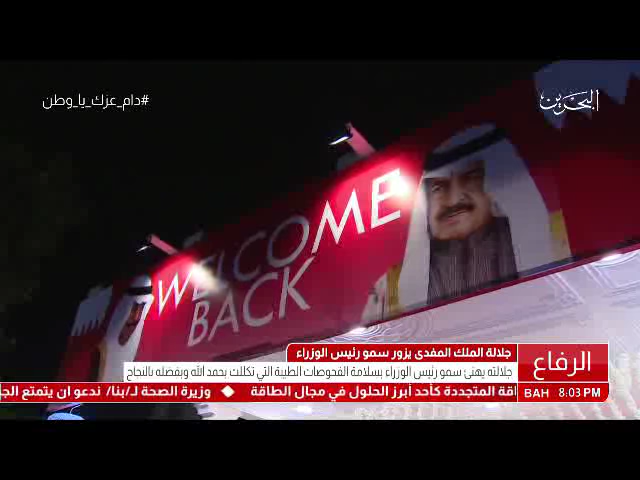 #دام_عزك_يا_وطن
البحرين
WELCOME
BACK
جلالة الملك المفدى يزور سمو رئيس الوزراء
جلالته يهنئ سمو رئيس الوزراء بسلامة الفحوصات الطبية التي تكللت بحمد الله وبفضله بالنجاح
الرفاع
اقة المتجددة كأحد أبرز الحلول في مجال الطاقة ◆ وحدة الرسغية لـ/بنا/ ندعو ان يتمتع الج
BAH 8:03 PM